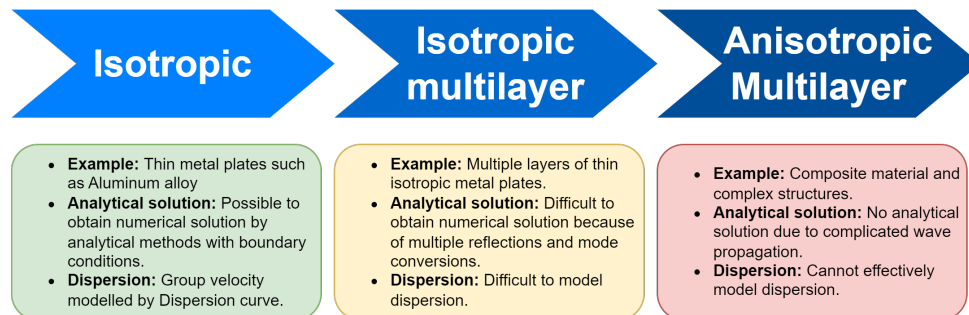 Isotropic
Isotropic
multilayer
Anisotropic
Multilayer
• Example: Thin metal plates such
as Aluminum alloy
• Analytical solution: Possible to
obtain numerical solution by
analytical methods with boundary
conditions.
• Dispersion: Group velocity
modelled by Dispersion curve.
• Example: Multiple layers of thin
isotropic metal plates.
• Analytical solution: Difficult to
obtain numerical solution because
of multiple reflections and mode
conversions.
• Dispersion: Difficult to model
dispersion.
• Example: Composite material and
complex structures.
• Analytical solution: No analytical
solution due to complicated wave
propagation.
• Dispersion: Cannot effectively
model dispersion.